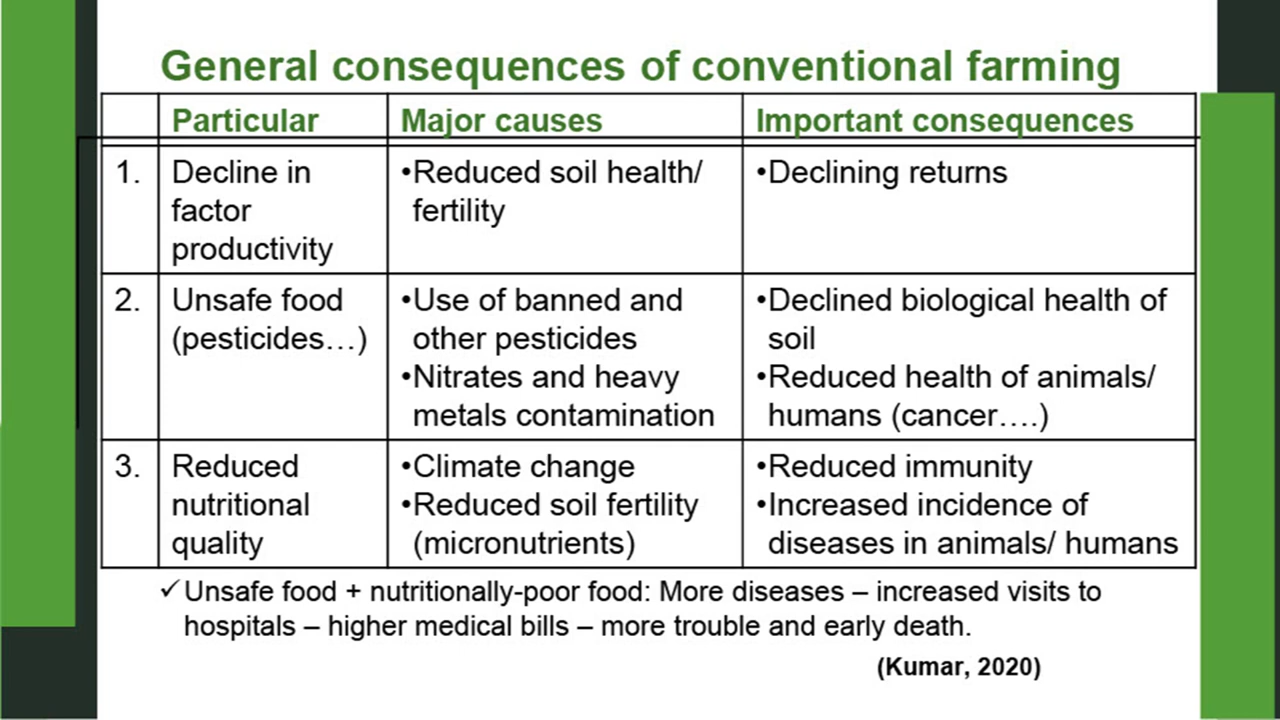 General consequences of conventional farming
Particular
Major causes
Important consequences
1.
Decline in
factor
productivity
•Reduced soil health/
fertility
•Declining returns
2.
Unsafe food
(pesticides…)
•Use of banned and
other pesticides
•Nitrates and heavy
metals contamination
•Declined biological health of
soil
•Reduced health of animals/
humans (cancer….)
3.
Reduced
nutritional
quality
•Climate change
•Reduced soil fertility
(micronutrients)
•Reduced immunity
•Increased incidence of
diseases in animals/ humans
✓Unsafe food + nutritionally-poor food: More diseases – increased visits to
hospitals – higher medical bills – more trouble and early death.
(Kumar, 2020)